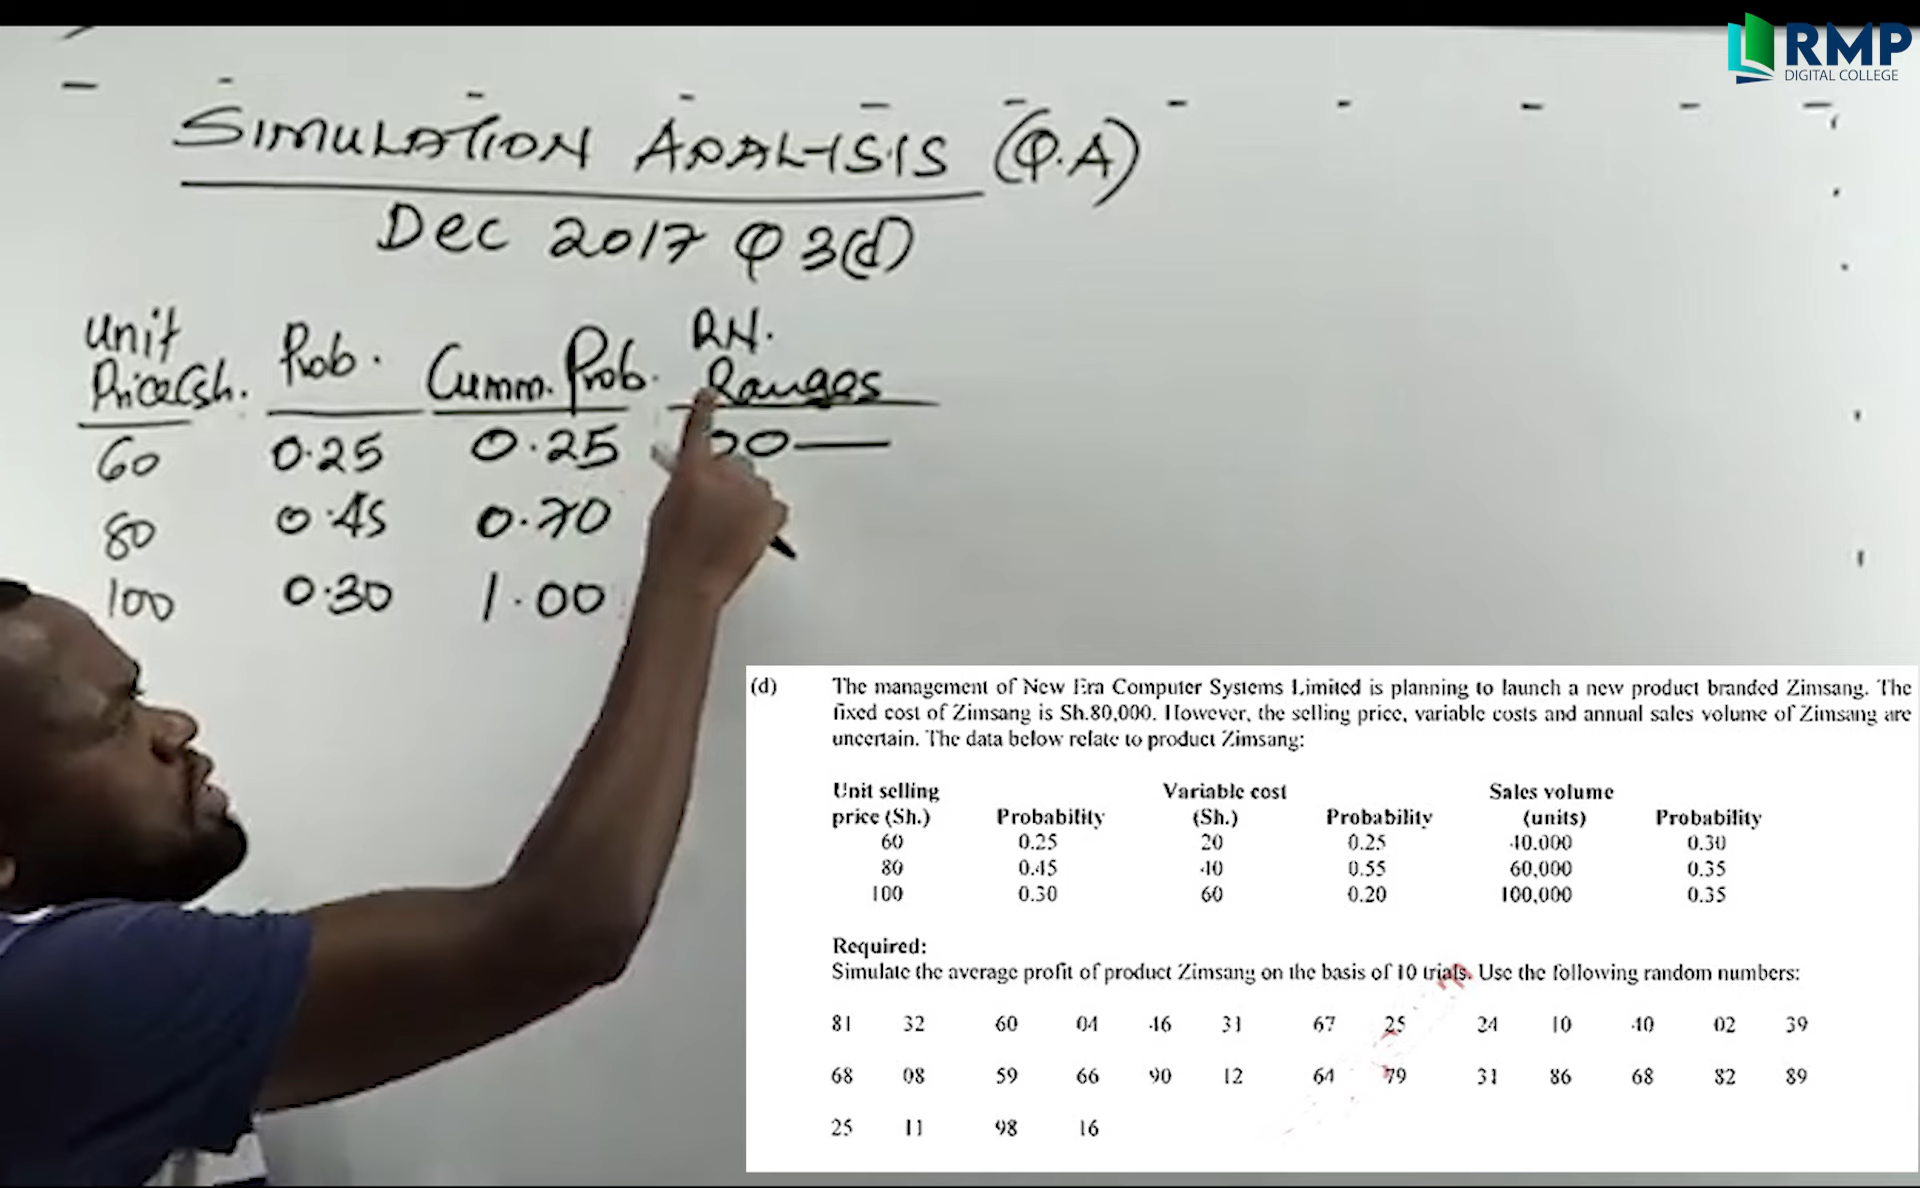 RMP
DIGITAL COLLEGE
SIMULATION ANALYSIS (Q.A)
Dec 2017 Q 3(d)
Unit Price(sh. Prob. Cumm. Prob. RN. Ranges
60 0.25 0.25 00—
80 0.45 0.70
100 0.30 1.00
(d) The management of New Era Computer Systems Limited is planning to launch a new product branded Zimsang. The
fixed cost of Zimsang is Sh.80,000. However, the selling price, variable costs and annual sales volume of Zimsang are
uncertain. The data below relate to product Zimsang:
Unit selling Variable cost Sales volume
price (Sh.) Probability (Sh.) Probability (units) Probability
60 0.25 20 0.25 40.000 0.30
80 0.45 40 0.55 60,000 0.35
100 0.30 60 0.20 100,000 0.35
Required:
Simulate the average profit of product Zimsang on the basis of 10 trials. Use the following random numbers:
81 32 60 04 46 31 67 25 24 10 40 02 39
68 08 59 66 90 12 64 79 31 86 68 82 89
25 11 98 16